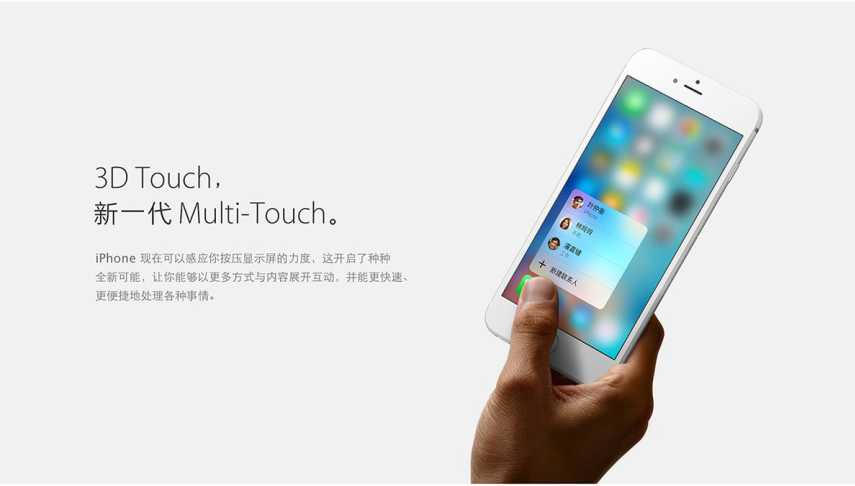 3D Touch,
新一代 Multi-Touch。
iPhone 现在可以感应你按压显示屏的力度，这开启了种种
全新可能，让你能够以更多方式与内容展开互动，并能更快速、
更便捷地处理各种事情。
iPhone
新建联系人